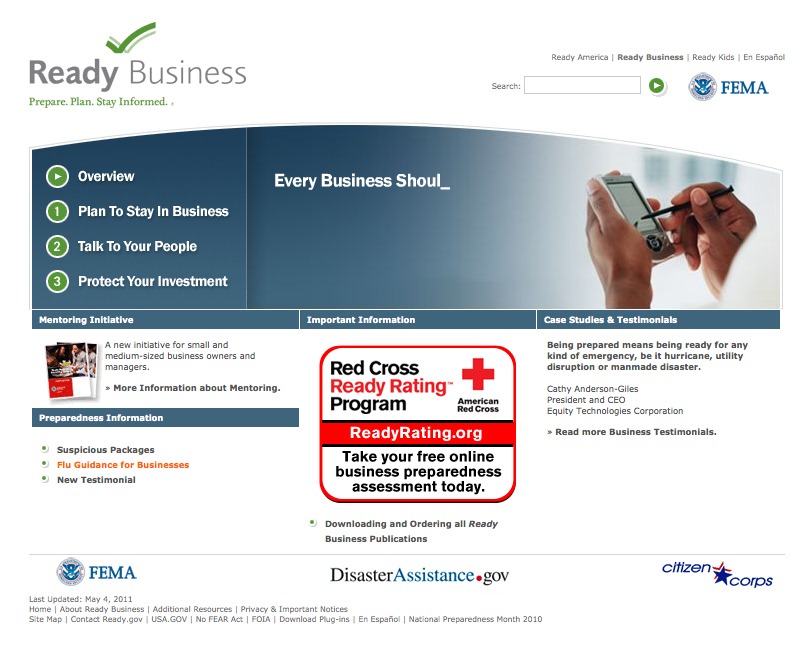 Ready Business
Prepare. Plan. Stay Informed.
Ready America | Ready Business | Ready Kids | En Español
Search:
FEMA
Overview
1 Plan To Stay In Business
2 Talk To Your People
3 Protect Your Investment
Every Business Shoul_
Mentoring Initiative
A new initiative for small and
medium-sized business owners and
managers.
» More Information about Mentoring.
Preparedness Information
Suspicious Packages
Flu Guidance for Businesses
New Testimonial
Important Information
Red Cross
Ready Rating™
Program
American
Red Cross
ReadyRating.org
Take your free online
business preparedness
assessment today.
Downloading and Ordering all Ready
Business Publications
Case Studies & Testimonials
Being prepared means being ready for any
kind of emergency, be it hurricane, utility
disruption or manmade disaster.
Cathy Anderson-Giles
President and CEO
Equity Technologies Corporation
» Read more Business Testimonials.
FEMA
DisasterAssistance.gov
citizen
corps
Last Updated: May 4, 2011
Home | About Ready Business | Additional Resources | Privacy & Important Notices
Site Map | Contact Ready.gov | USA.GOV | No FEAR Act | FOIA | Download Plug-ins | En Español | National Preparedness Month 2010